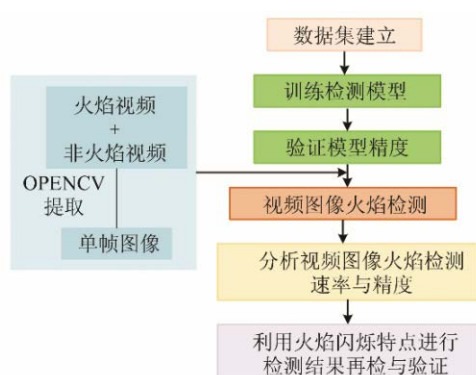 数据集建立
训练检测模型
验证模型精度
火焰视频
+
非火焰视频
OPENCV
提取
单帧图像
视频图像火焰检测
分析视频图像火焰检测
速率与精度
利用火焰闪烁特点进行
检测结果再检与验证